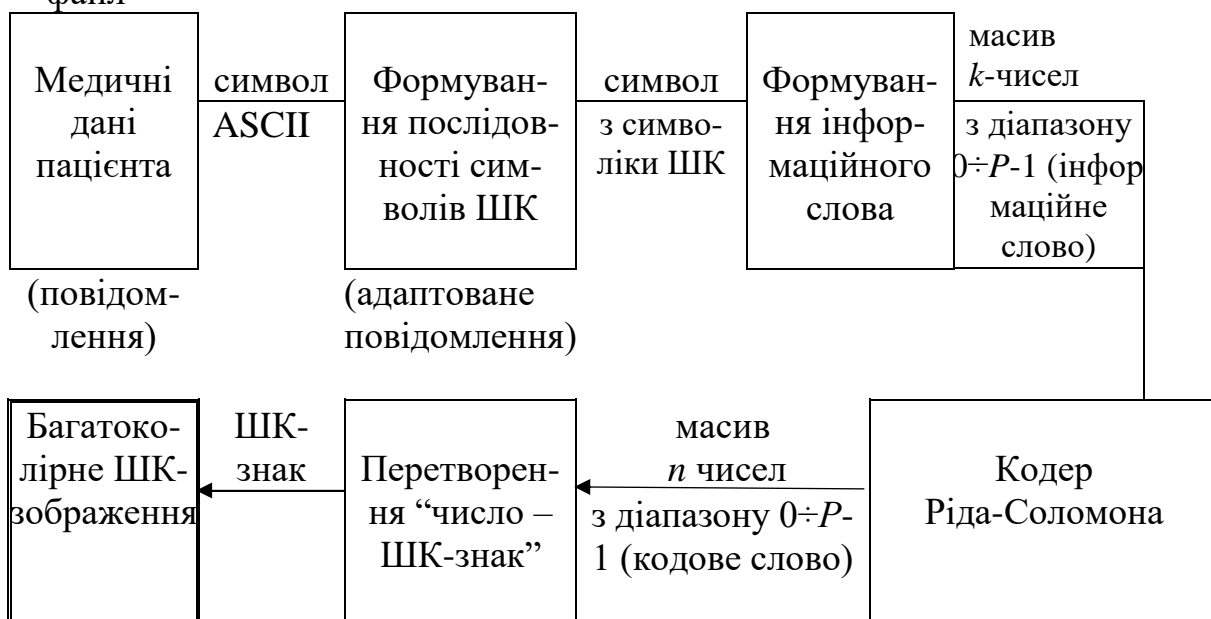 файл
Медичні
дані
пацієнта
символ
ASCII
Формуван-
ня послідов-
ності сим-
волів ШК
символ
з симво-
ліки ШК
Формуван-
ня інфор-
маційного
слова
масив
k-чисел
з діапазону
0÷P-1 (інфор
маційне
слово)
(повідом-
лення)
(адаптоване
повідомлення)
Багатоко-
лірне ШК-
зображення
ШК-
знак
Перетворен-
ня “число –
ШК-знак”
масив
n чисел
з діапазону 0÷P-
1 (кодове слово)
Кодер
Ріда-Соломона